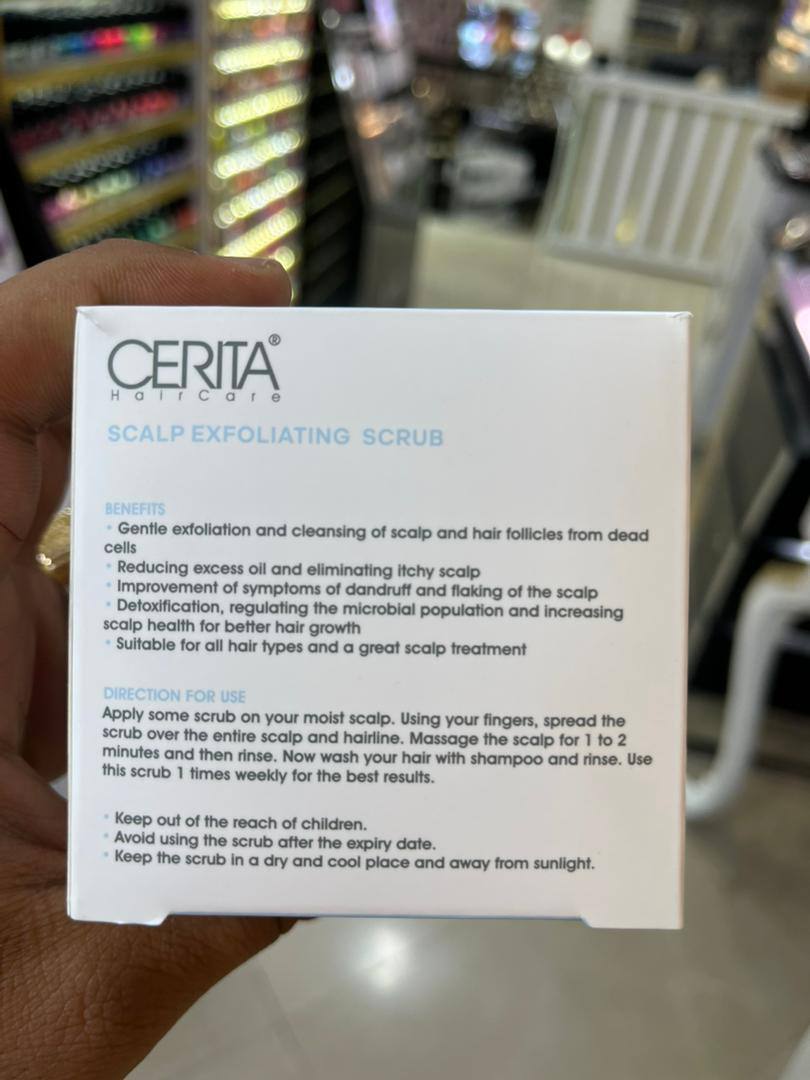 CERITA®
HairCare
SCALP EXFOLIATING SCRUB
BENEFITS
• Gentle exfoliation and cleansing of scalp and hair follicles from dead
cells
• Reducing excess oil and eliminating itchy scalp
• Improvement of symptoms of dandruff and flaking of the scalp
• Detoxification, regulating the microbial population and increasing
scalp health for better hair growth
• Suitable for all hair types and a great scalp treatment
DIRECTION FOR USE
Apply some scrub on your moist scalp. Using your fingers, spread the
scrub over the entire scalp and hairline. Massage the scalp for 1 to 2
minutes and then rinse. Now wash your hair with shampoo and rinse. Use
this scrub 1 times weekly for the best results.
• Keep out of the reach of children.
• Avoid using the scrub after the expiry date.
• Keep the scrub in a dry and cool place and away from sunlight.